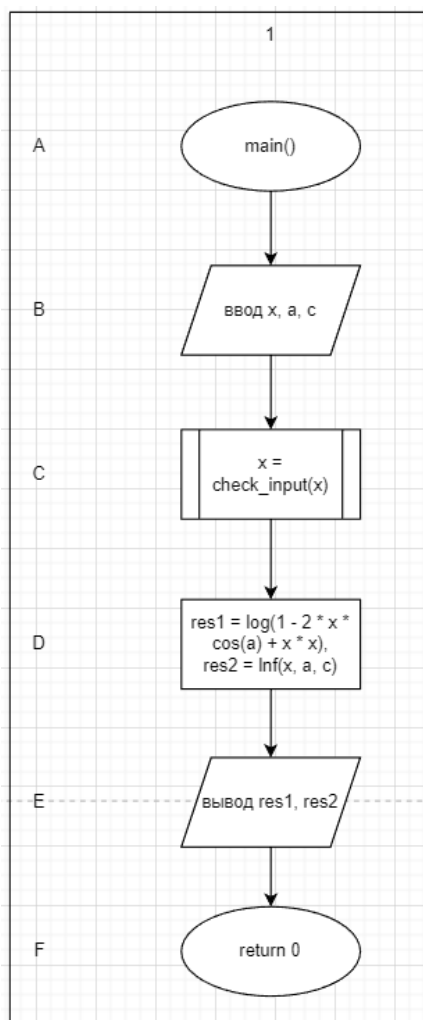 1
A
main()
B
ввод x, a, c
C
x =
check_input(x)
D
res1 = log(1 - 2 * x *
cos(a) + x * x),
res2 = lnf(x, a, c)
E
вывод res1, res2
F
return 0